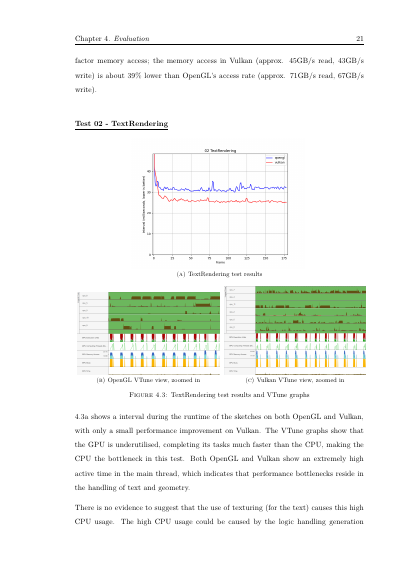 Chapter 4. Evaluation 21
factor memory access; the memory access in Vulkan (approx. 45GB/s read, 43GB/s
write) is about 39% lower than OpenGL's access rate (approx. 71GB/s read, 67GB/s
write).
Test 02 - TextRendering
02 TextRendering
opengl
vulkan
Frame
0 25 50 75 100 125 150 175
(a) TextRendering test results
(b) OpenGL VTune view, zoomed in
(c) Vulkan VTune view, zoomed in
Figure 4.3: TextRendering test results and VTune graphs
4.3a shows a interval during the runtime of the sketches on both OpenGL and Vulkan,
with only a small performance improvement on Vulkan. The VTune graphs show that
the GPU is underutilised, completing its tasks much faster than the CPU, making the
CPU the bottleneck in this test. Both OpenGL and Vulkan show an extremely high
active time in the main thread, which indicates that performance bottlenecks reside in
the handling of text and geometry.
There is no evidence to suggest that the use of texturing (for the text) causes this high
CPU usage. The high CPU usage could be caused by the logic handling generation